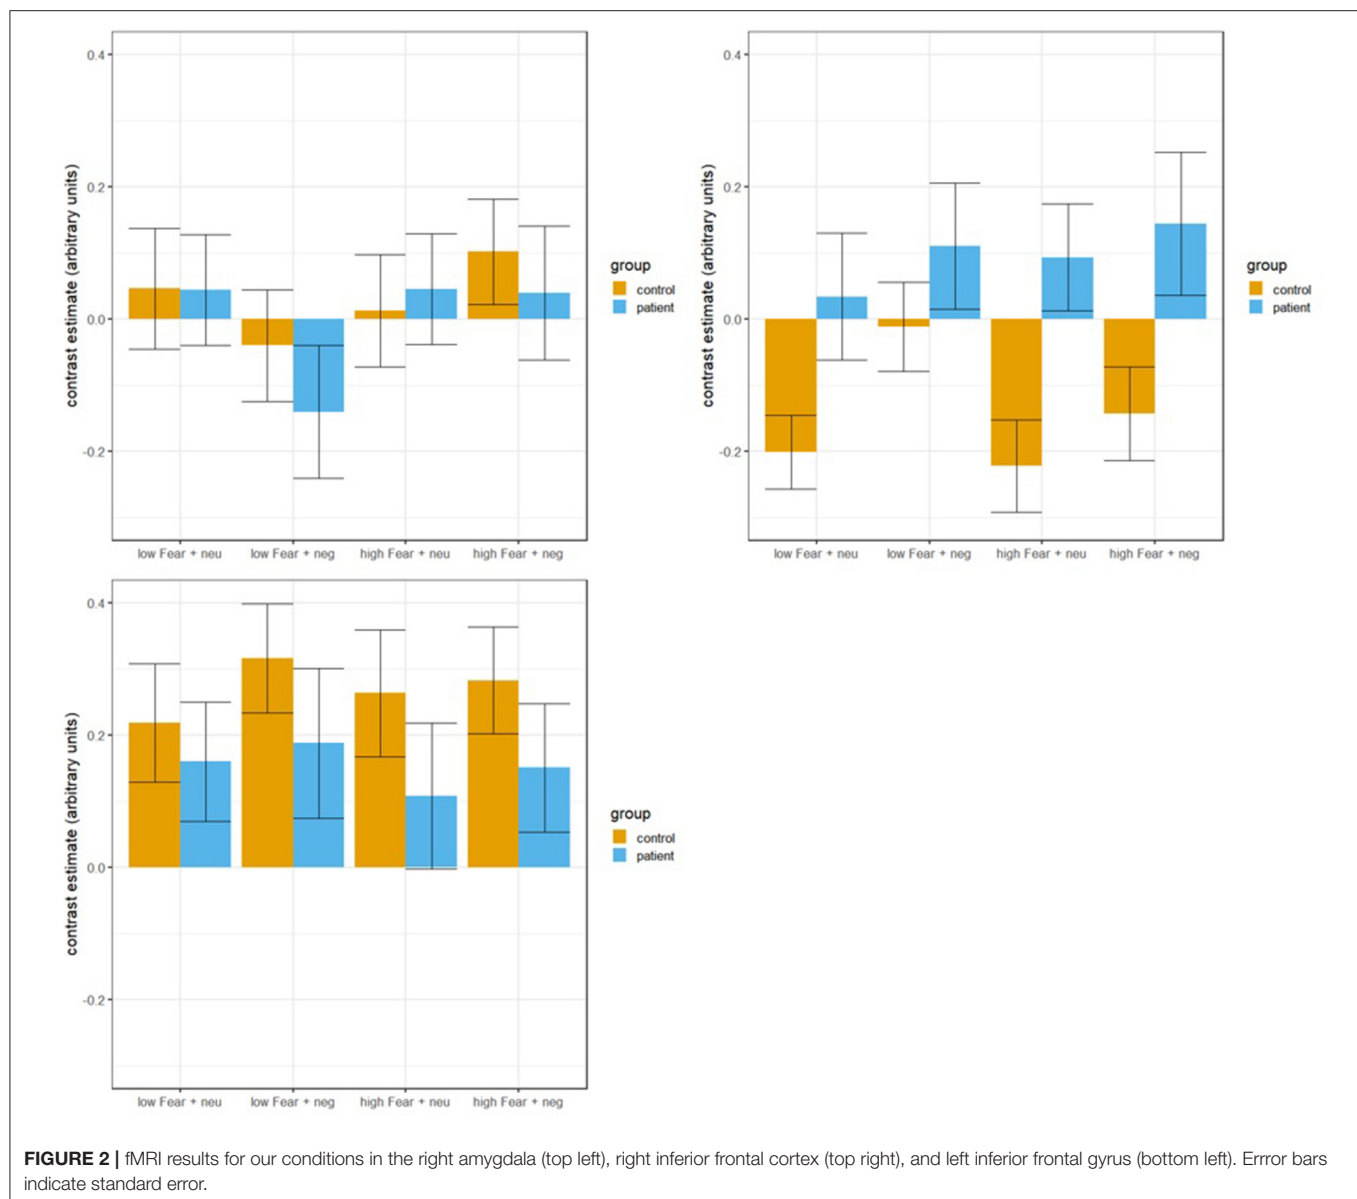 0.4
0.2
0.0
-0.2
contrast estimate (arbitrary units)
low Fear + neu low Fear + neg high Fear + neu high Fear + neg
group
control
patient
0.4
0.2
0.0
-0.2
contrast estimate (arbitrary units)
low Fear + neu low Fear + neg high Fear + neu high Fear + neg
group
control
patient
0.4
0.2
0.0
-0.2
contrast estimate (arbitrary units)
low Fear + neu low Fear + neg high Fear + neu high Fear + neg
group
control
patient
FIGURE 2 | fMRI results for our conditions in the right amygdala (top left), right inferior frontal cortex (top right), and left inferior frontal gyrus (bottom left). Errror bars
indicate standard error.